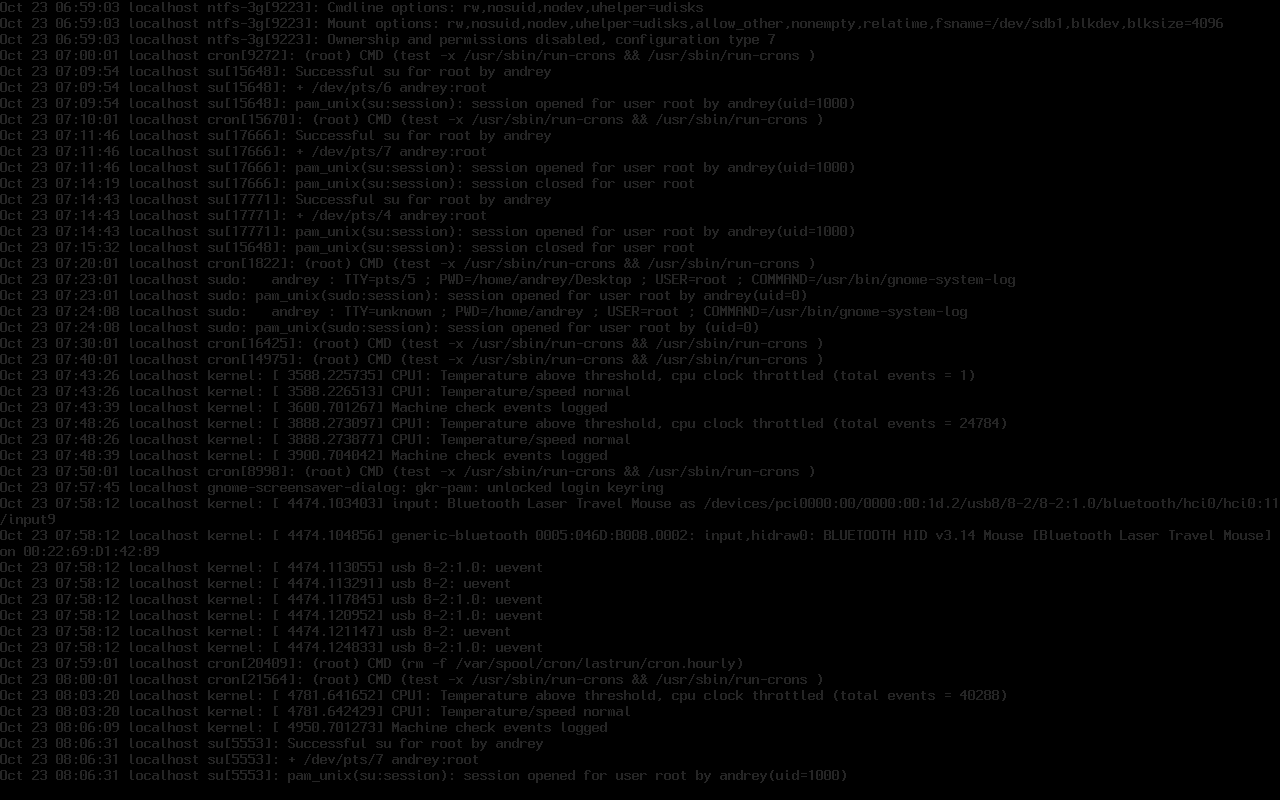 Oct 23 06:59:03 localhost ntfs-3g[9223]: Cmdline options: rw,nosuid,nodev,uhelper=udisks
Oct 23 06:59:03 localhost ntfs-3g[9223]: Mount options: rw,nosuid,nodev,uhelper=udisks,allow_other,nonempty,relatime,fsname=/dev/sdb1,blkdev,blksize=4096
Oct 23 06:59:03 localhost ntfs-3g[9223]: Ownership and permissions disabled, configuration type 7
Oct 23 07:00:01 localhost cron[9272]: (root) CMD (test -x /usr/sbin/run-crons && /usr/sbin/run-crons )
Oct 23 07:09:54 localhost su[15648]: Successful su for root by andrey
Oct 23 07:09:54 localhost su[15648]: + /dev/pts/6 andrey:root
Oct 23 07:09:54 localhost su[15648]: pam_unix(su:session): session opened for user root by andrey(uid=1000)
Oct 23 07:10:01 localhost cron[15670]: (root) CMD (test -x /usr/sbin/run-crons && /usr/sbin/run-crons )
Oct 23 07:11:46 localhost su[17666]: Successful su for root by andrey
Oct 23 07:11:46 localhost su[17666]: + /dev/pts/7 andrey:root
Oct 23 07:11:46 localhost su[17666]: pam_unix(su:session): session opened for user root by andrey(uid=1000)
Oct 23 07:14:19 localhost su[17666]: pam_unix(su:session): session closed for user root
Oct 23 07:14:43 localhost su[17771]: Successful su for root by andrey
Oct 23 07:14:43 localhost su[17771]: + /dev/pts/4 andrey:root
Oct 23 07:14:43 localhost su[17771]: pam_unix(su:session): session opened for user root by andrey(uid=1000)
Oct 23 07:15:32 localhost su[15648]: pam_unix(su:session): session closed for user root
Oct 23 07:20:01 localhost cron[1822]: (root) CMD (test -x /usr/sbin/run-crons && /usr/sbin/run-crons )
Oct 23 07:23:01 localhost sudo:   andrey : TTY=pts/5 ; PWD=/home/andrey/Desktop ; USER=root ; COMMAND=/usr/bin/gnome-system-log
Oct 23 07:23:01 localhost sudo: pam_unix(sudo:session): session opened for user root by andrey(uid=0)
Oct 23 07:24:08 localhost sudo:   andrey : TTY=unknown ; PWD=/home/andrey ; USER=root ; COMMAND=/usr/bin/gnome-system-log
Oct 23 07:24:08 localhost sudo: pam_unix(sudo:session): session opened for user root by (uid=0)
Oct 23 07:30:01 localhost cron[16425]: (root) CMD (test -x /usr/sbin/run-crons && /usr/sbin/run-crons )
Oct 23 07:40:01 localhost cron[14975]: (root) CMD (test -x /usr/sbin/run-crons && /usr/sbin/run-crons )
Oct 23 07:43:26 localhost kernel: [ 3588.225735] CPU1: Temperature above threshold, cpu clock throttled (total events = 1)
Oct 23 07:43:26 localhost kernel: [ 3588.226513] CPU1: Temperature/speed normal
Oct 23 07:43:39 localhost kernel: [ 3600.701267] Machine check events logged
Oct 23 07:48:26 localhost kernel: [ 3888.273097] CPU1: Temperature above threshold, cpu clock throttled (total events = 24784)
Oct 23 07:48:26 localhost kernel: [ 3888.273877] CPU1: Temperature/speed normal
Oct 23 07:48:39 localhost kernel: [ 3900.704042] Machine check events logged
Oct 23 07:50:01 localhost cron[8998]: (root) CMD (test -x /usr/sbin/run-crons && /usr/sbin/run-crons )
Oct 23 07:57:45 localhost gnome-screensaver-dialog: gkr-pam: unlocked login keyring
Oct 23 07:58:12 localhost kernel: [ 4474.103403] input: Bluetooth Laser Travel Mouse as /devices/pci0000:00/0000:00:1d.2/usb8/8-2/8-2:1.0/bluetooth/hci0/hci0:11
/input9
Oct 23 07:58:12 localhost kernel: [ 4474.104856] generic-bluetooth 0005:046D:B008.0002: input,hidraw0: BLUETOOTH HID v3.14 Mouse [Bluetooth Laser Travel Mouse]
on 00:22:69:D1:42:89
Oct 23 07:58:12 localhost kernel: [ 4474.113055] usb 8-2:1.0: uevent
Oct 23 07:58:12 localhost kernel: [ 4474.113291] usb 8-2: uevent
Oct 23 07:58:12 localhost kernel: [ 4474.117845] usb 8-2:1.0: uevent
Oct 23 07:58:12 localhost kernel: [ 4474.120952] usb 8-2:1.0: uevent
Oct 23 07:58:12 localhost kernel: [ 4474.121147] usb 8-2: uevent
Oct 23 07:58:12 localhost kernel: [ 4474.124833] usb 8-2:1.0: uevent
Oct 23 07:59:01 localhost cron[20409]: (root) CMD (rm -f /var/spool/cron/lastrun/cron.hourly)
Oct 23 08:00:01 localhost cron[21564]: (root) CMD (test -x /usr/sbin/run-crons && /usr/sbin/run-crons )
Oct 23 08:03:20 localhost kernel: [ 4781.641652] CPU1: Temperature above threshold, cpu clock throttled (total events = 40288)
Oct 23 08:03:20 localhost kernel: [ 4781.642429] CPU1: Temperature/speed normal
Oct 23 08:06:09 localhost kernel: [ 4950.701273] Machine check events logged
Oct 23 08:06:31 localhost su[5553]: Successful su for root by andrey
Oct 23 08:06:31 localhost su[5553]: + /dev/pts/7 andrey:root
Oct 23 08:06:31 localhost su[5553]: pam_unix(su:session): session opened for user root by andrey(uid=1000)